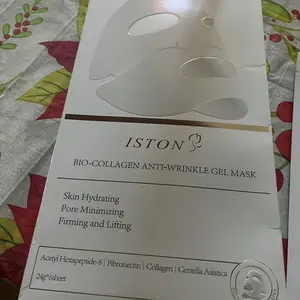 ISTON
BIO-COLLAGEN ANTI-WRINKLE GEL MASK
Skin Hydrating
Pore Minimizing
Firming and Lifting
Acetyl Hexapeptide-8 | Fibronectin | Collagen | Centella Asiatica
24g*6sheet